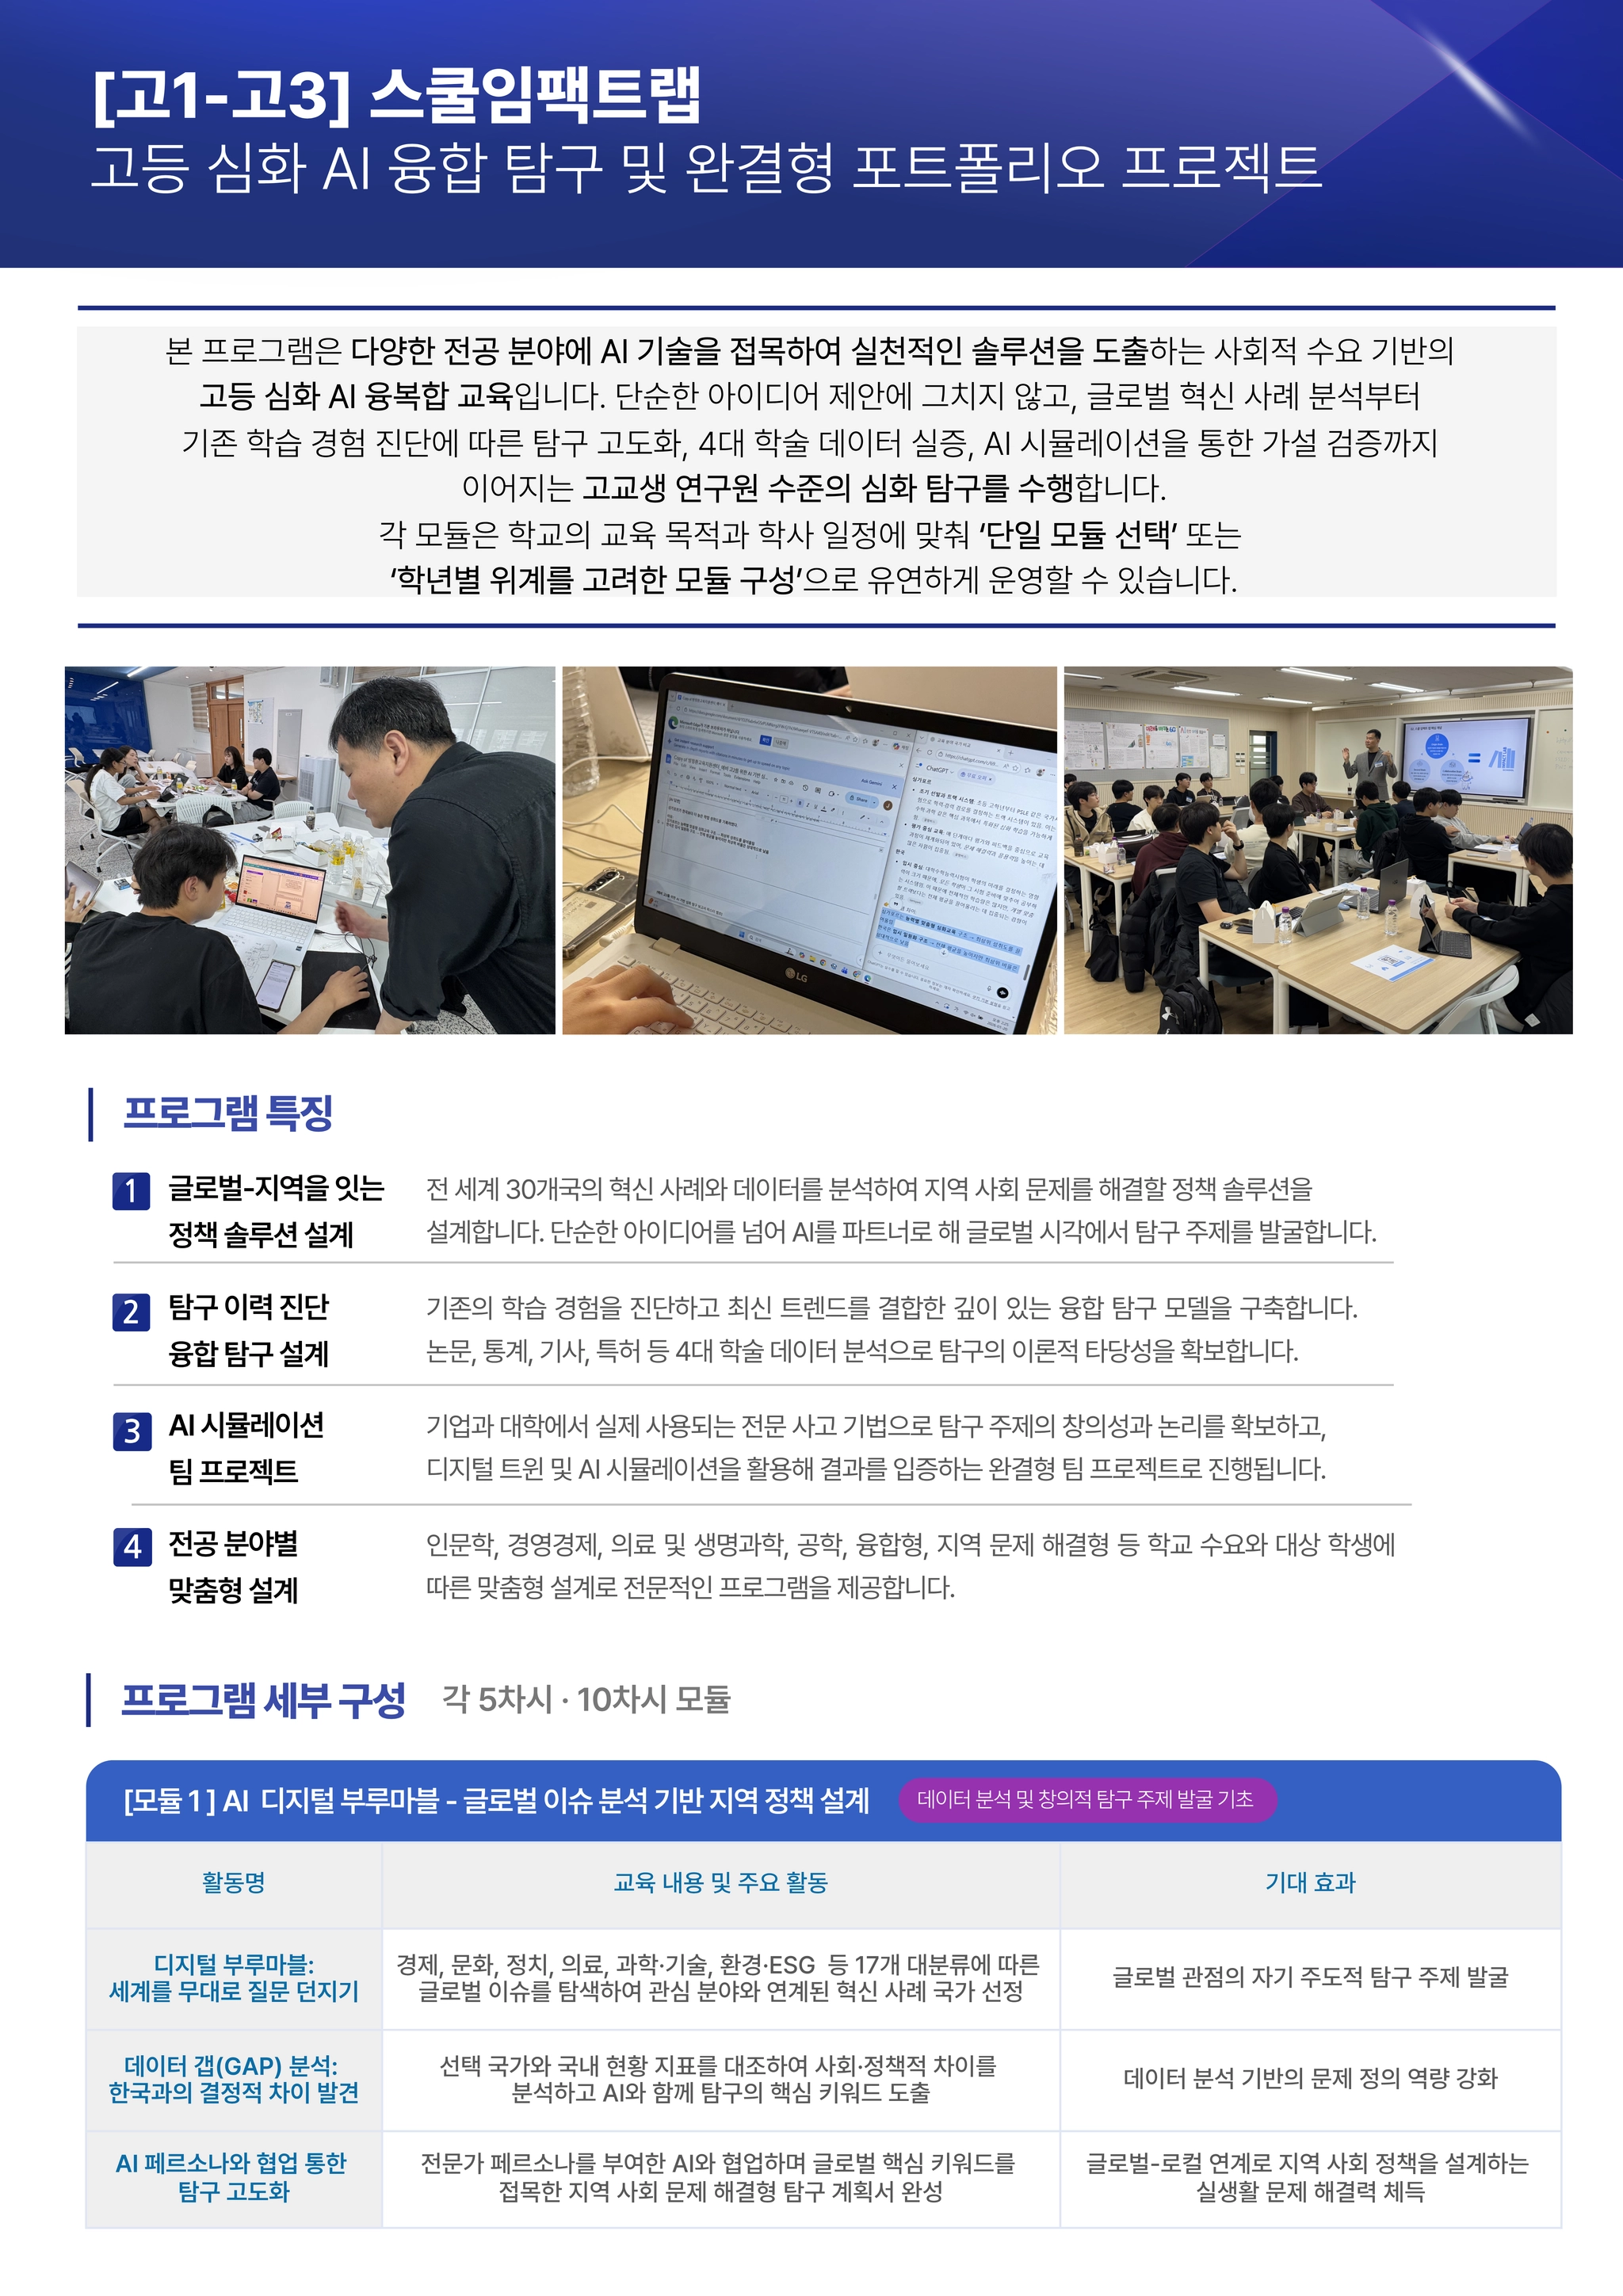 [고1-고3] 스쿨임팩트랩
고등 심화 AI 융합 탐구 및 완결형 포트폴리오 프로젝트
본 프로그램은 다양한 전공 분야에 AI 기술을 접목하여 실천적인 솔루션을 도출하는 사회적 수요 기반의
고등 심화 AI 융복합 교육입니다. 단순한 아이디어 제안에 그치지 않고, 글로벌 혁신 사례 분석부터
기존 학습 경험 진단에 따른 탐구 고도화, 4대 학술 데이터 실증, AI 시뮬레이션을 통한 가설 검증까지
이어지는 고교생 연구원 수준의 심화 탐구를 수행합니다.
각 모듈은 학교의 교육 목적과 학사 일정에 맞춰 ‘단일 모듈 선택’ 또는
‘학년별 위계를 고려한 모듈 구성’으로 유연하게 운영할 수 있습니다.
ChatGPT
LG
프로그램 특징
1 글로벌-지역을 잇는
정책 솔루션 설계
전 세계 30개국의 혁신 사례와 데이터를 분석하여 지역 사회 문제를 해결할 정책 솔루션을
설계합니다. 단순한 아이디어를 넘어 AI를 파트너로 해 글로벌 시각에서 탐구 주제를 발굴합니다.
2 탐구 이력 진단
융합 탐구 설계
기존의 학습 경험을 진단하고 최신 트렌드를 결합한 깊이 있는 융합 탐구 모델을 구축합니다.
논문, 통계, 기사, 특허 등 4대 학술 데이터 분석으로 탐구의 이론적 타당성을 확보합니다.
3 AI 시뮬레이션
팀 프로젝트
기업과 대학에서 실제 사용되는 전문 사고 기법으로 탐구 주제의 창의성과 논리를 확보하고,
디지털 트윈 및 AI 시뮬레이션을 활용해 결과를 입증하는 완결형 팀 프로젝트로 진행됩니다.
4 전공 분야별
맞춤형 설계
인문학, 경영경제, 의료 및 생명과학, 공학, 융합형, 지역 문제 해결형 등 학교 수요와 대상 학생에
따른 맞춤형 설계로 전문적인 프로그램을 제공합니다.
프로그램 세부 구성 각 5차시 · 10차시 모듈
[모듈 1 ] AI 디지털 부루마블 - 글로벌 이슈 분석 기반 지역 정책 설계 데이터 분석 및 창의적 탐구 주제 발굴 기초
활동명 교육 내용 및 주요 활동 기대 효과
디지털 부루마블:
세계를 무대로 질문 던지기
경제, 문화, 정치, 의료, 과학·기술, 환경·ESG 등 17개 대분류에 따른
글로벌 이슈를 탐색하여 관심 분야와 연계된 혁신 사례 국가 선정
글로벌 관점의 자기 주도적 탐구 주제 발굴
데이터 갭(GAP) 분석:
한국과의 결정적 차이 발견
선택 국가와 국내 현황 지표를 대조하여 사회·정책적 차이를
분석하고 AI와 함께 탐구의 핵심 키워드 도출
데이터 분석 기반의 문제 정의 역량 강화
AI 페르소나와 협업 통한
탐구 고도화
전문가 페르소나를 부여한 AI와 협업하며 글로벌 핵심 키워드를
접목한 지역 사회 문제 해결형 탐구 계획서 완성
글로벌-로컬 연계로 지역 사회 정책을 설계하는
실생활 문제 해결력 체득